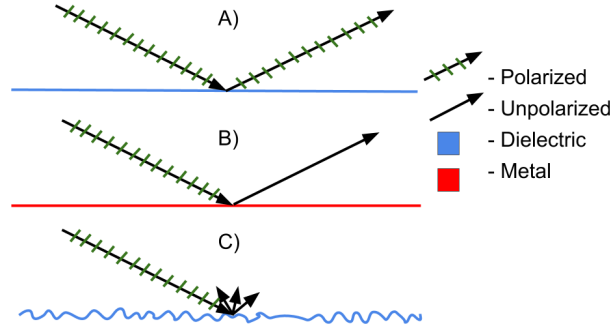 A)
- Polarized
- Unpolarized
B)
- Dielectric
- Metal
C)